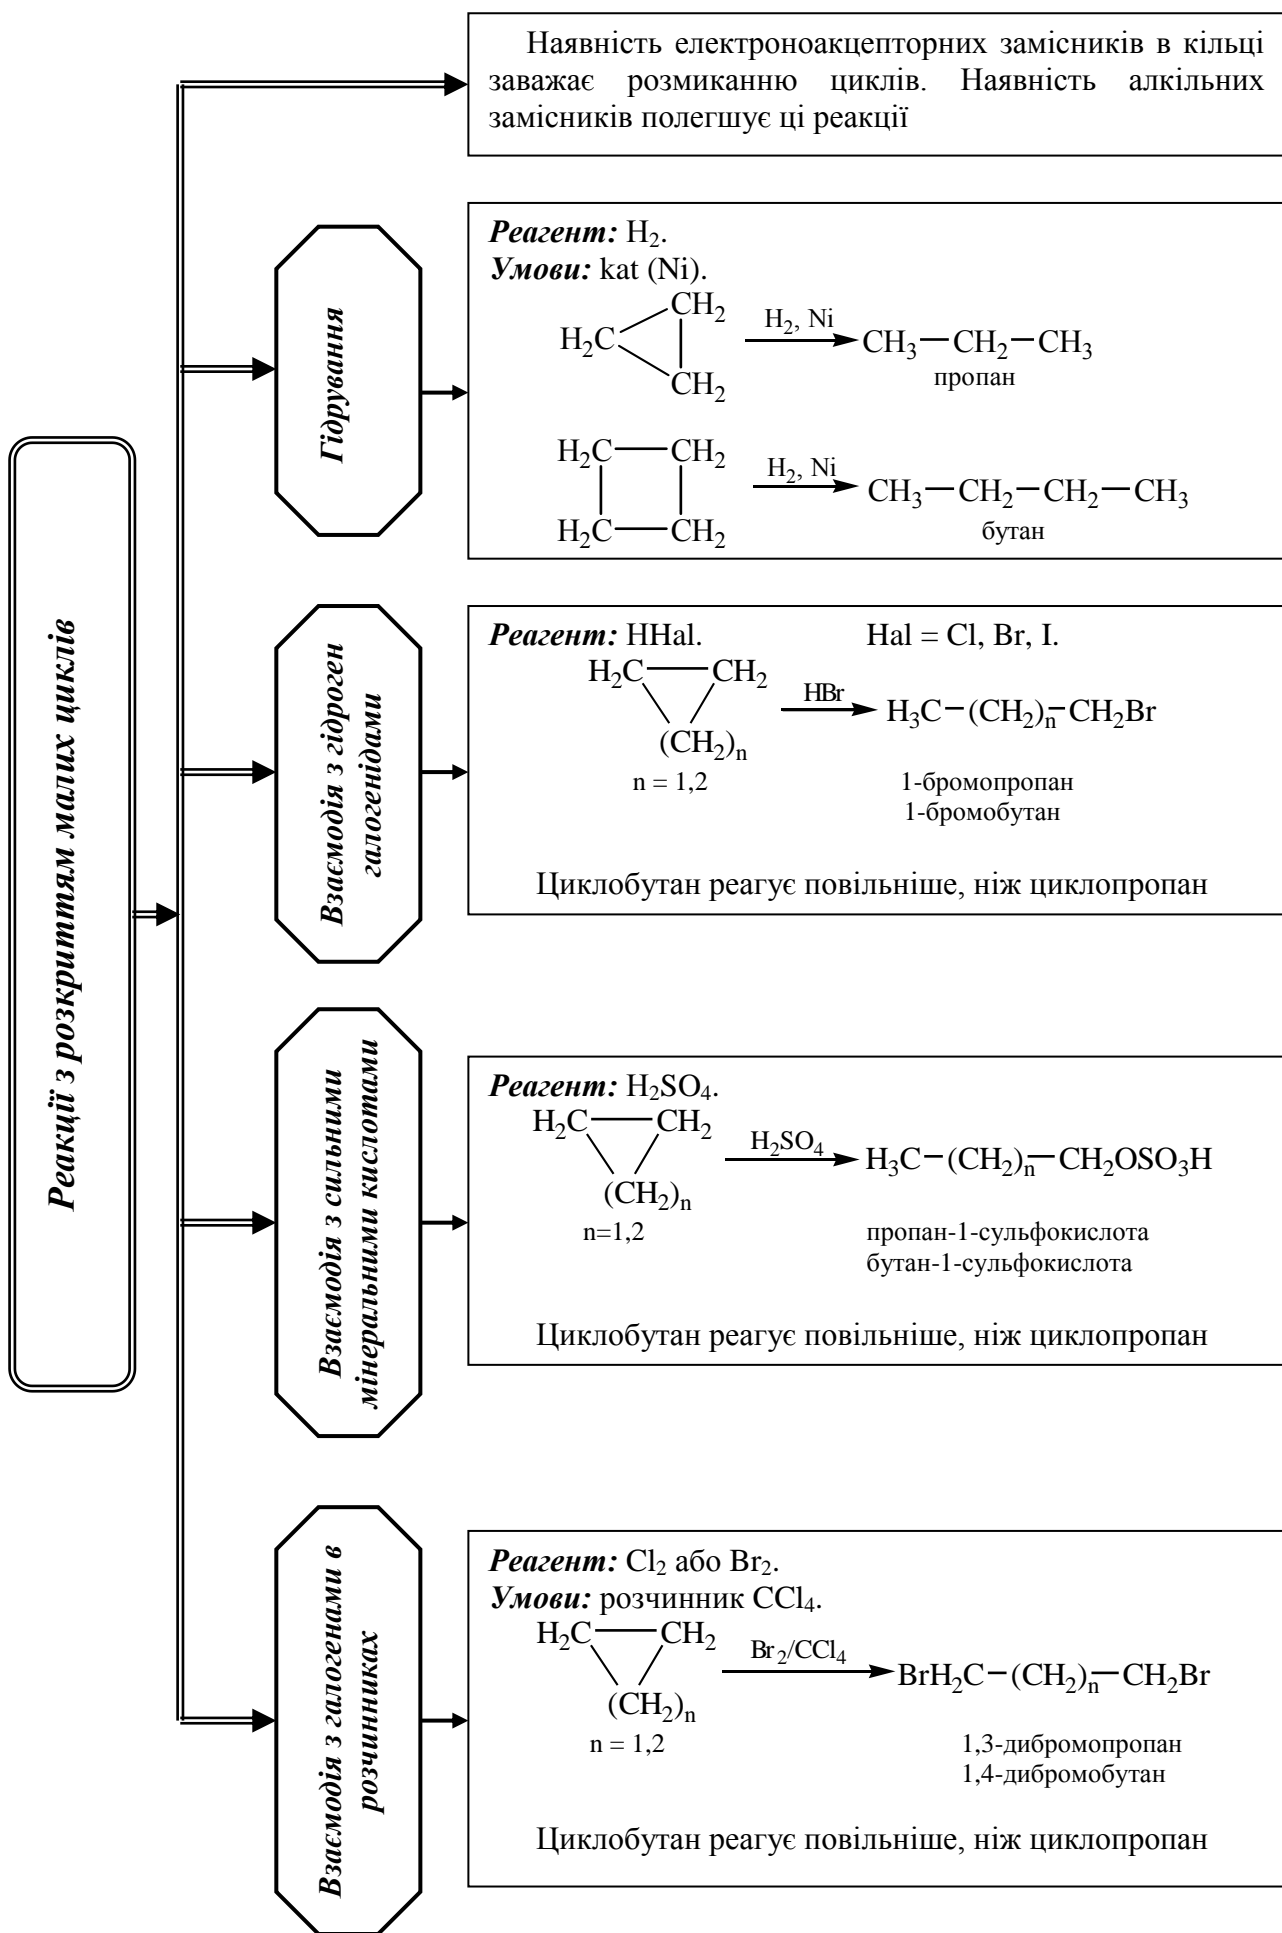 Наявність електроноакцепторних замісників в кільці
заважає розмиканню циклів. Наявність алкільних
замісників полегшує ці реакції
Реакції з розкриттям малих циклів
Гідрування
Реагент: H₂.
Умови: kat (Ni).
CH₂
H₂C
CH₂
H₂, Ni
CH₃—CH₂—CH₃
пропан
H₂C—CH₂
H₂C—CH₂
H₂, Ni
CH₃—CH₂—CH₂—CH₃
бутан
Взаємодія з гідроген
галогенідами
Реагент: HHal. Hal = Cl, Br, I.
H₂C—CH₂
(CH₂)n
n = 1,2
HBr
H₃C—(CH₂)n—CH₂Br
1-бромопропан
1-бромобутан
Циклобутан реагує повільніше, ніж циклопропан
Взаємодія з сильними
мінеральними кислотами
Реагент: H₂SO₄.
H₂C—CH₂
(CH₂)n
n=1,2
H₂SO₄
H₃C—(CH₂)n—CH₂OSO₃H
пропан-1-сульфокислота
бутан-1-сульфокислота
Циклобутан реагує повільніше, ніж циклопропан
Взаємодія з галогенами в
розчинниках
Реагент: Cl₂ або Br₂.
Умови: розчинник CCl₄.
H₂C—CH₂
(CH₂)n
n = 1,2
Br₂/CCl₄
BrH₂C—(CH₂)n—CH₂Br
1,3-дибромопропан
1,4-дибромобутан
Циклобутан реагує повільніше, ніж циклопропан